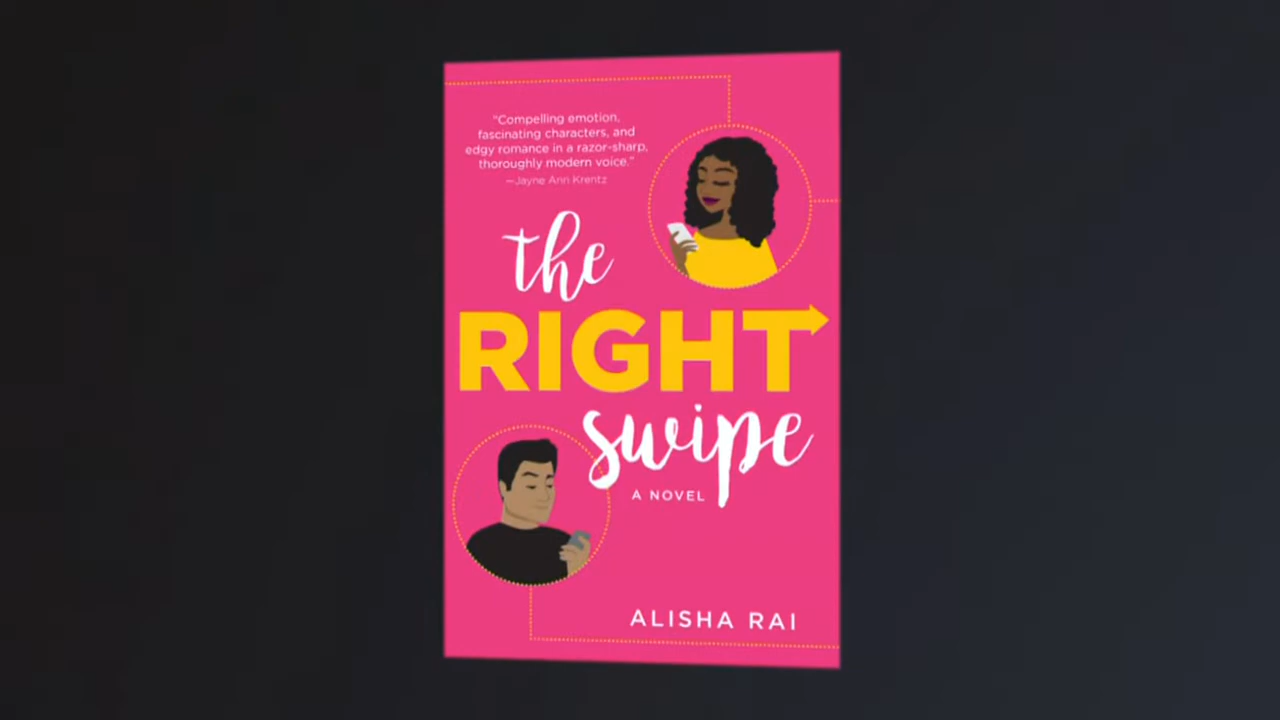 "Compelling emotion,
fascinating characters, and
edgy romance in a razor-sharp,
thoroughly modern voice."
—Jayne Ann Krentz
the
RIGHT
swipe
A NOVEL
ALISHA RAI